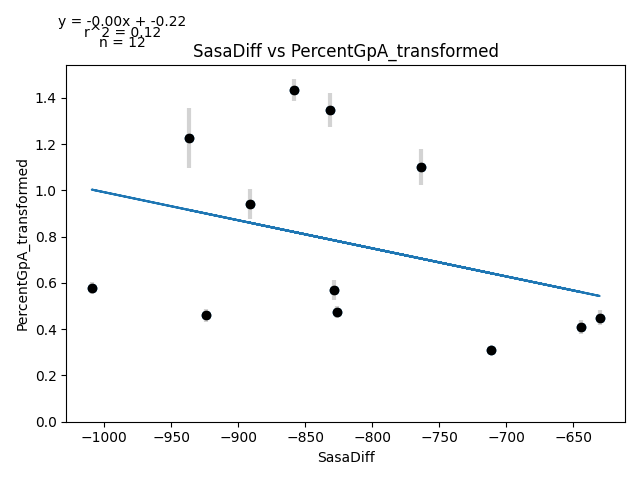 y = -0.00x + -0.22
r^2 = 0.12
n = 12
SasaDiff vs PercentGpA_transformed
PercentGpA_transformed
1.4
1.2
1.0
0.8
0.6
0.4
0.2
0.0
−1000 −950 −900 −850 −800 −750 −700 −650
SasaDiff